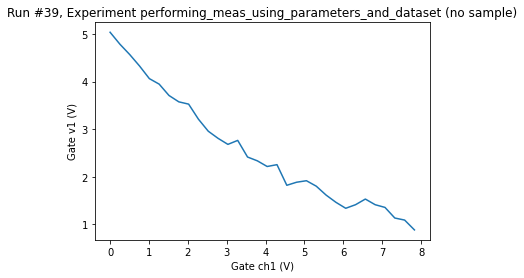 Run #39, Experiment performing_meas_using_parameters_and_dataset (no sample)
5
4
3
2
1
Gate v1 (V)
0 1 2 3 4 5 6 7 8
Gate ch1 (V)